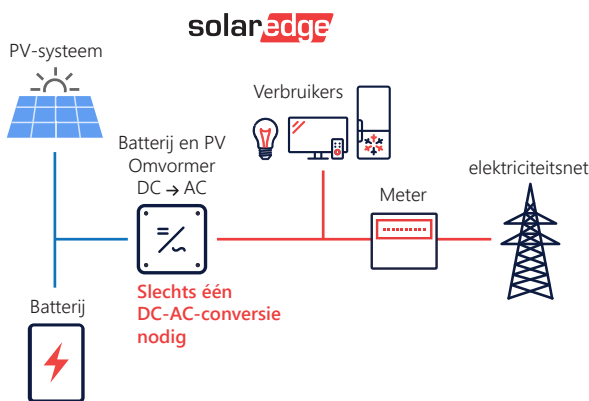 solaredge
PV-systeem
Verbruikers
Batterij en PV
Omvormer
DC → AC
elektriciteitsnet
Meter
Slechts één
DC-AC-conversie
nodig
Batterij